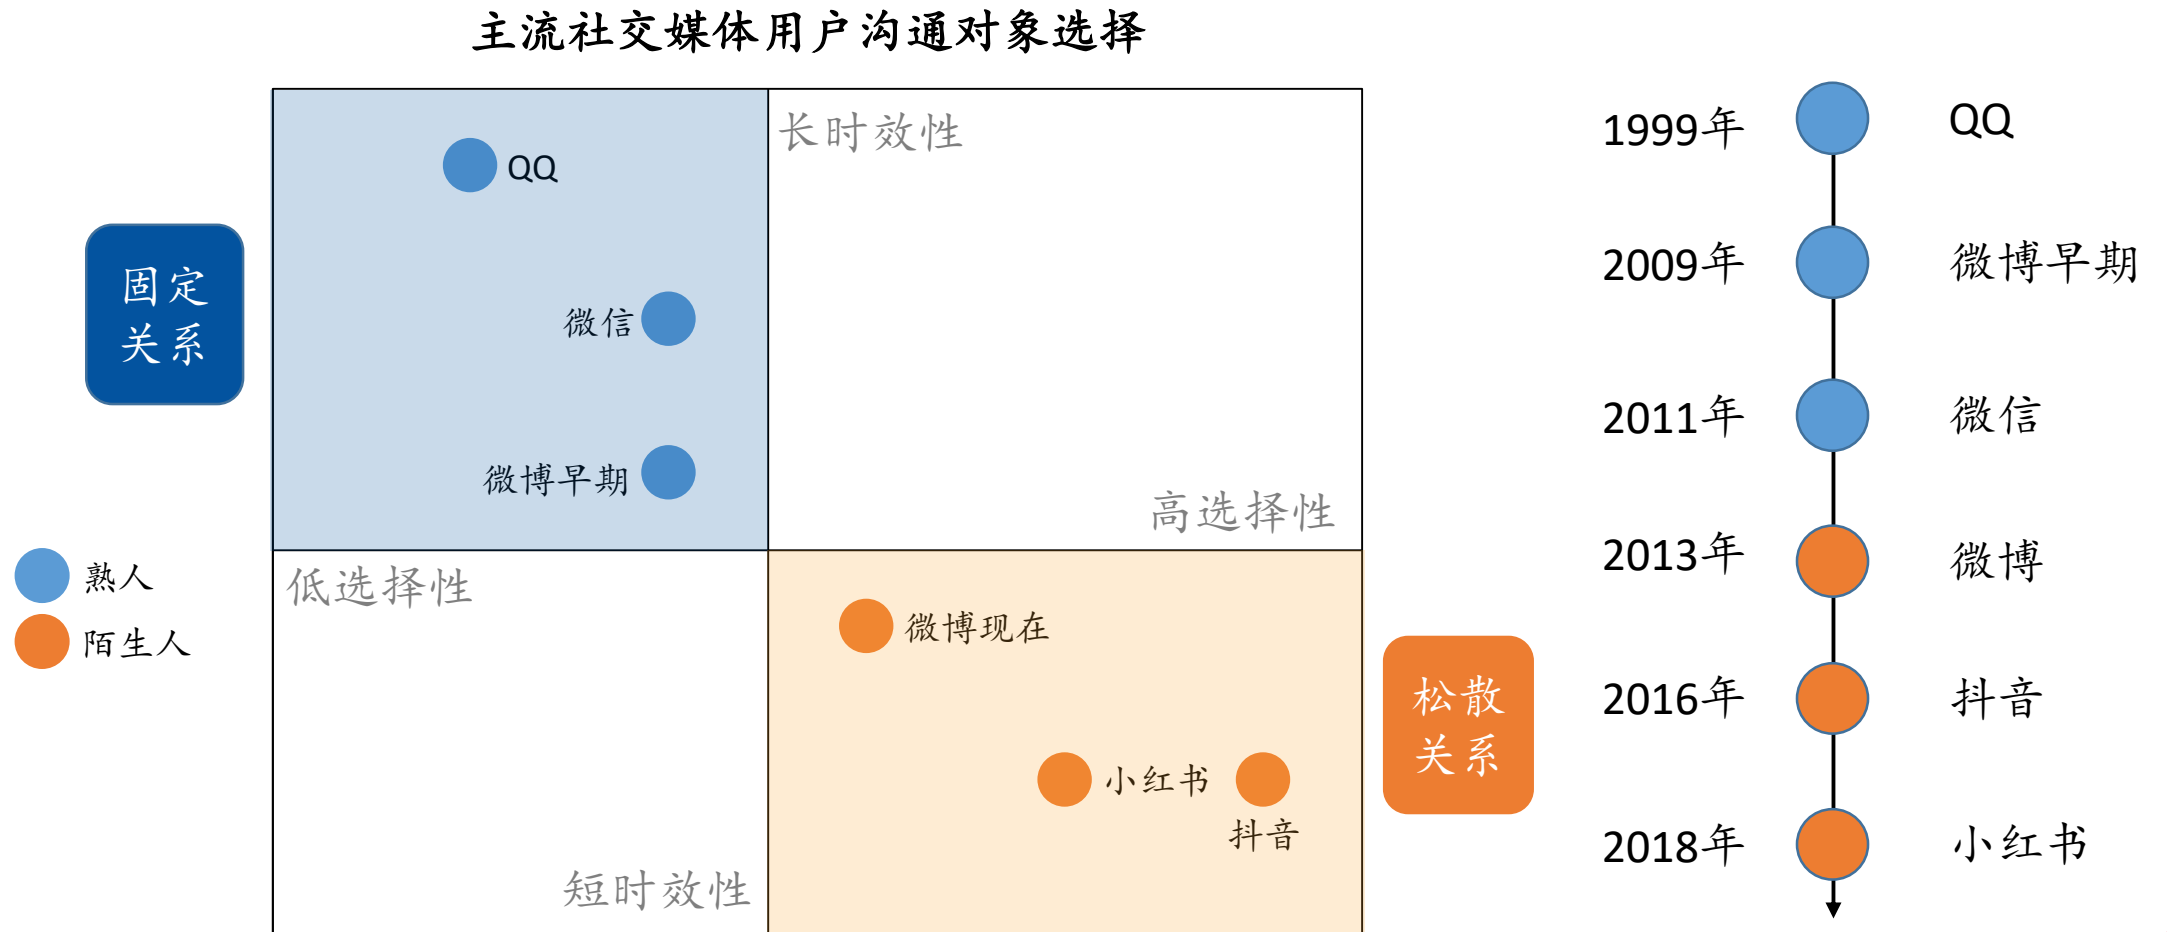 主流社交媒体用户沟通对象选择
长时效性
QQ
固定
关系
微信
微博早期
高选择性
熟人
陌生人
低选择性
微博现在
小红书
抖音
松散
关系
短时效性
1999年
QQ
2009年
微博早期
2011年
微信
2013年
微博
2016年
抖音
2018年
小红书